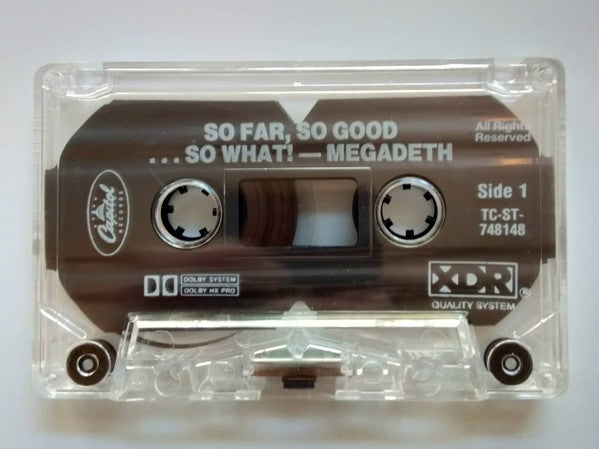 SO FAR, SO GOOD
...SO WHAT! — MEGADETH
All Rights
Reserved
Capitol
RECORDS
Side 1
TC-ST-
748148
DOLBY SYSTEM
DOLBY HX PRO
XDR
®
QUALITY SYSTEM